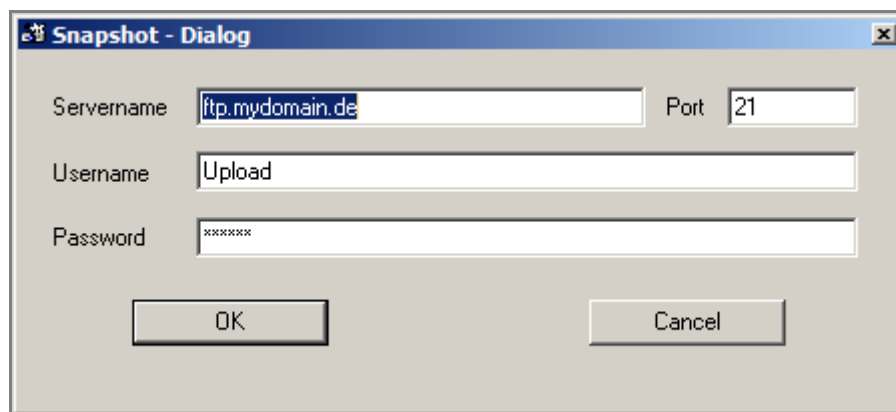 Snapshot - Dialog
Servername ftp.mydomain.de Port 21
Username Upload
Password ******
OK Cancel